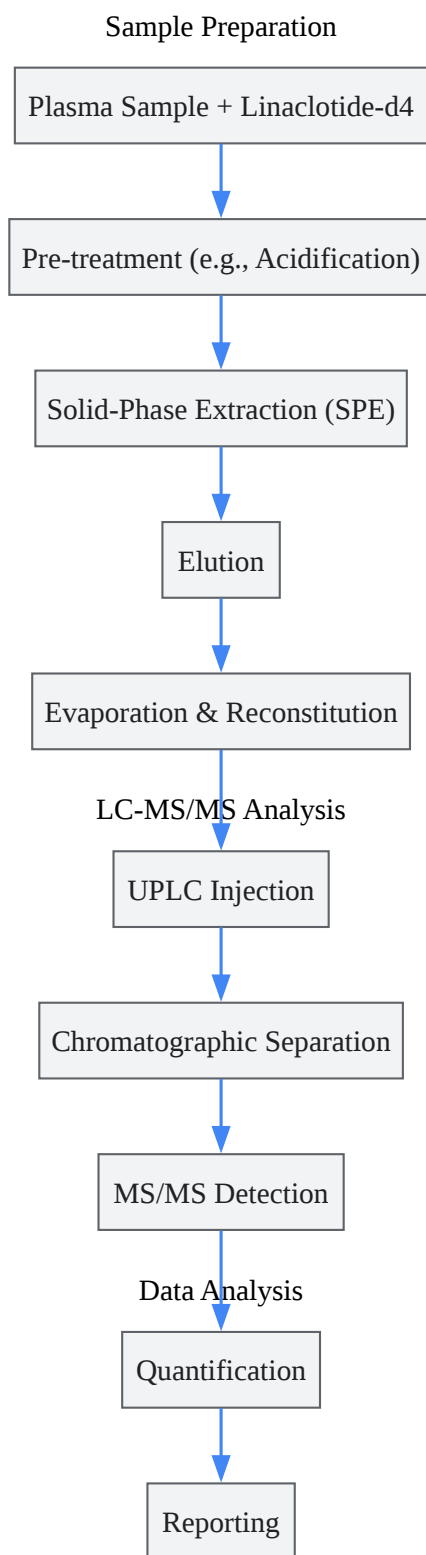 Sample Preparation
Plasma Sample + Linaclotide-d4
Pre-treatment (e.g., Acidification)
Solid-Phase Extraction (SPE)
Elution
Evaporation & Reconstitution
LC-MS/MS Analysis
UPLC Injection
Chromatographic Separation
MS/MS Detection
Data Analysis
Quantification
Reporting